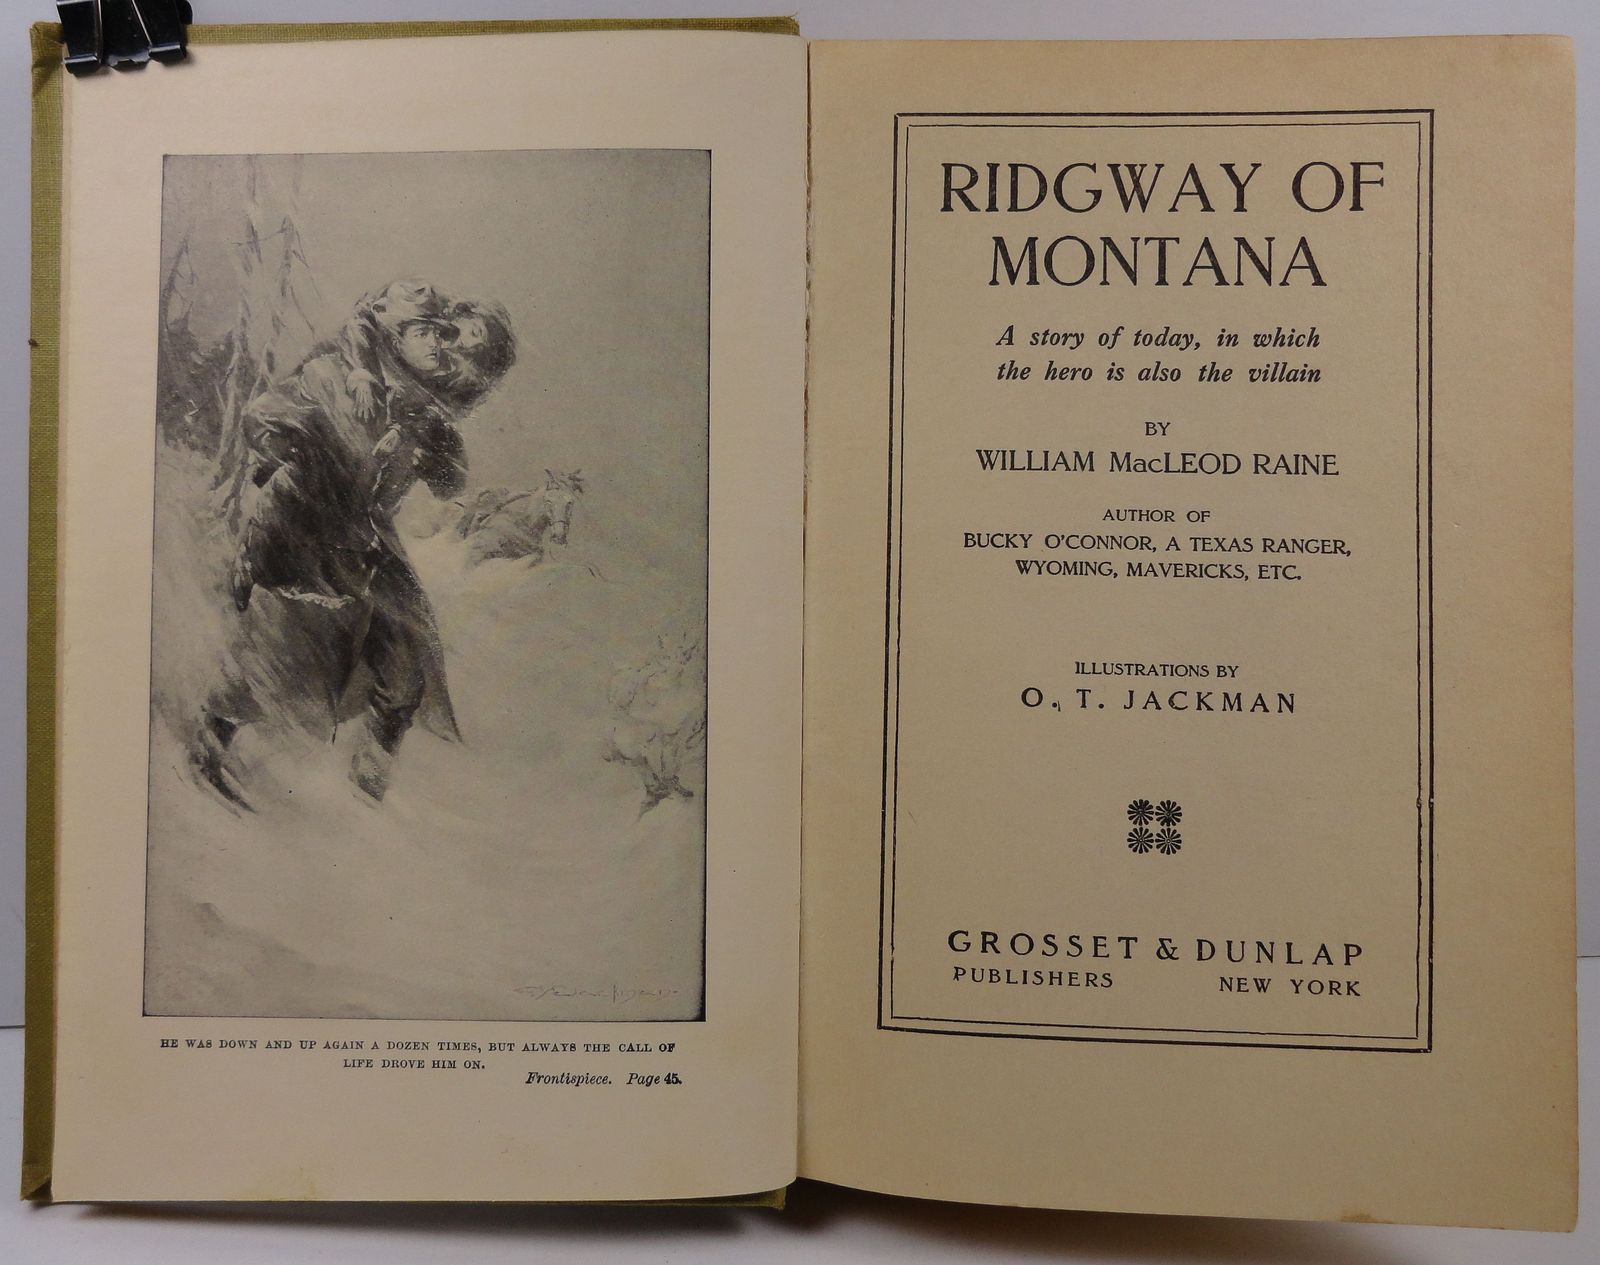 HE WAS DOWN AND UP AGAIN A DOZEN TIMES, BUT ALWAYS THE CALL OF
LIFE DROVE HIM ON.
Frontispiece. Page 45.
RIDGWAY OF
MONTANA
A story of today, in which
the hero is also the villain
BY
WILLIAM MacLEOD RAINE
AUTHOR OF
BUCKY O'CONNOR, A TEXAS RANGER,
WYOMING, MAVERICKS, ETC.
ILLUSTRATIONS BY
O. T. JACKMAN
GROSSET & DUNLAP
PUBLISHERS NEW YORK